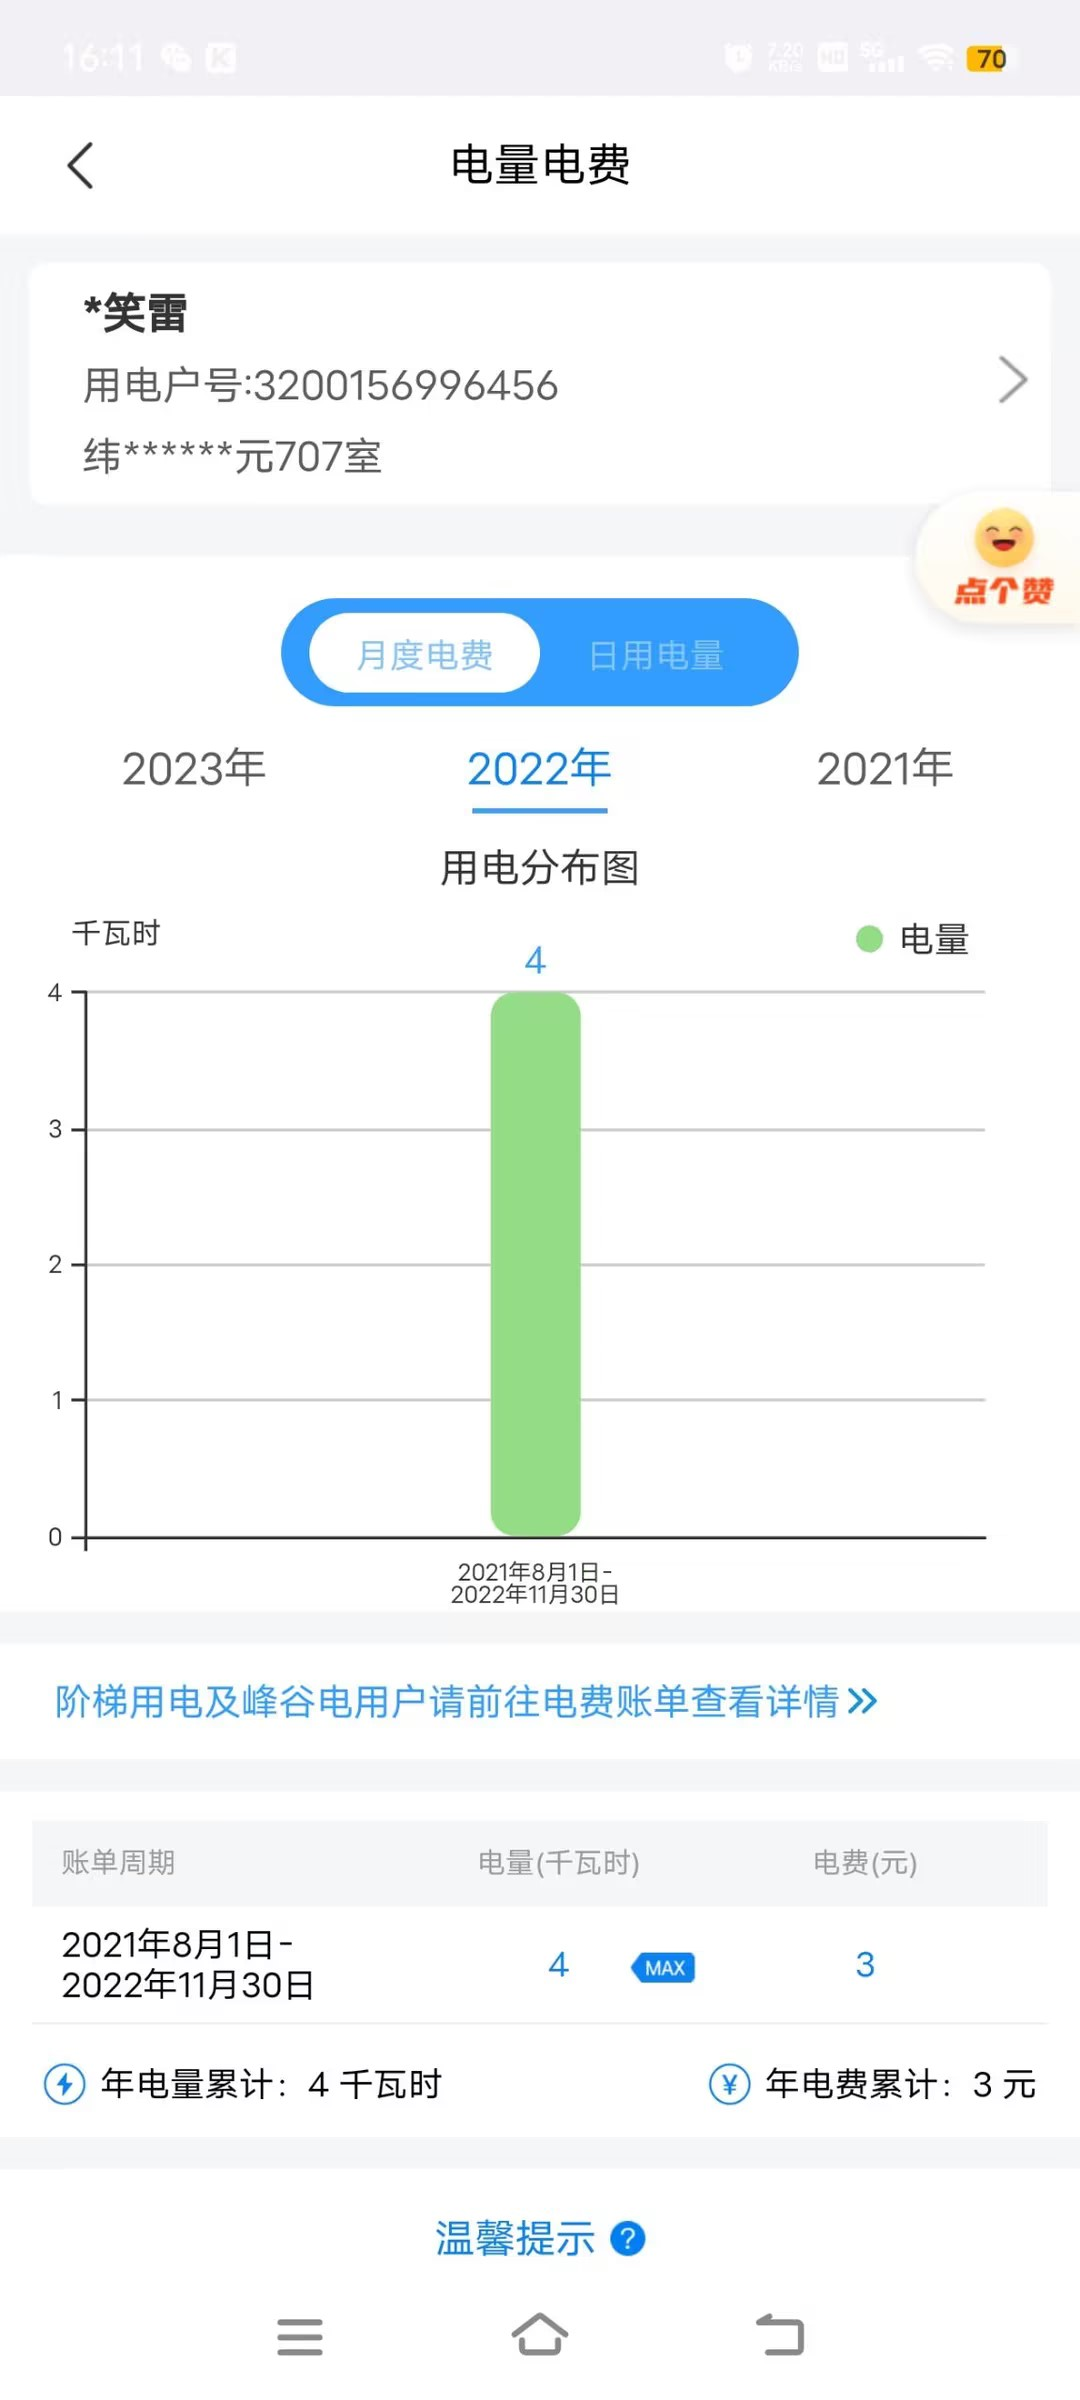 16:11
7.20 KB/s HD 5G 70
电量电费
*笑雷
用电户号:3200156996456
纬******元707室
点个赞
月度电费 日用电量
2023年 2022年 2021年
用电分布图
千瓦时 电量
4
4
3
2
1
0
2021年8月1日-
2022年11月30日
阶梯用电及峰谷电用户请前往电费账单查看详情
账单周期 电量(千瓦时) 电费(元)
2021年8月1日-
2022年11月30日
4 MAX 3
年电量累计：4 千瓦时 ¥ 年电费累计：3 元
温馨提示 ?